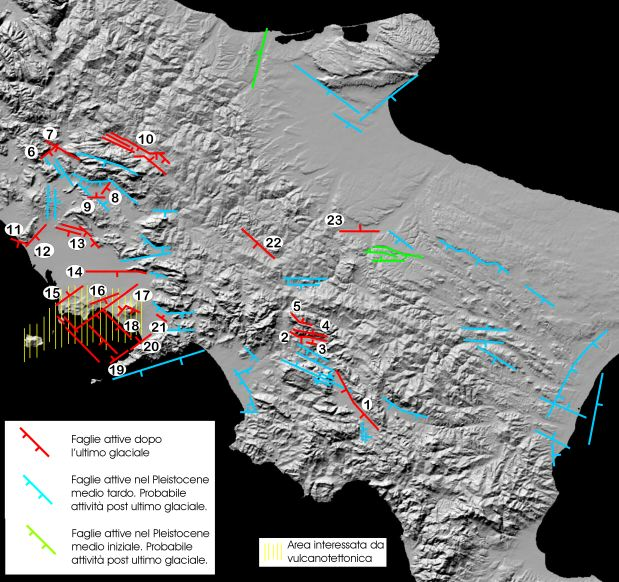 7
10
6
8
9
23
11
22
12
13
14
15
16
17
5
18
4
21
2
3
20
19
1
Faglie attive dopo
l'ultimo glaciale
Faglie attive nel Pleistocene
medio tardo. Probabile
attività post ultimo glaciale.
Faglie attive nel Pleistocene
medio iniziale. Probabile
attività post ultimo glaciale.
Area interessata da
vulcanotettonica